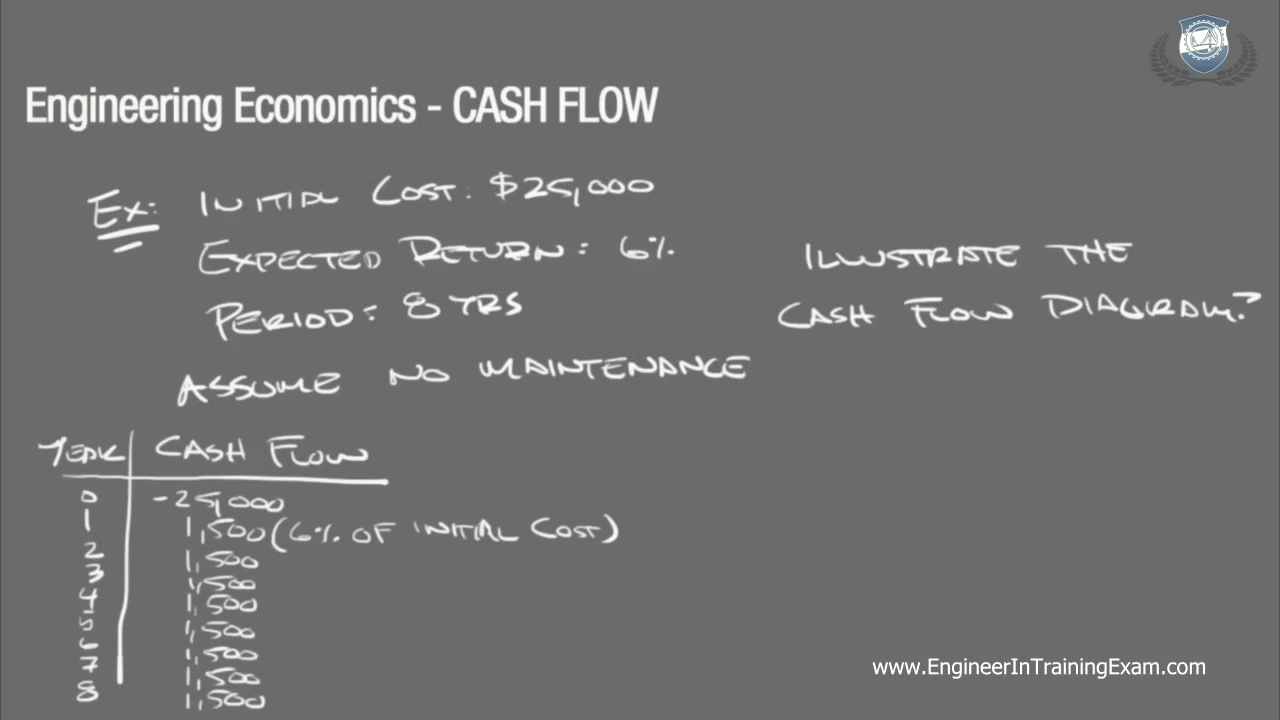 Engineering Economics - CASH FLOW
Ex: INITIAL COST: $25,000
EXPECTED RETURN: 6%
PERIOD: 8 YRS
ASSUME NO MAINTENANCE
ILLUSTRATE THE
CASH FLOW DIAGRAM?
YEAR CASH FLOW
0 -25,000
1 1,500 (6% OF INITIAL COST)
2 1,500
3 1,500
4 1,500
5 1,500
6 1,500
7 1,500
8 1,500
www.EngineerInTrainingExam.com